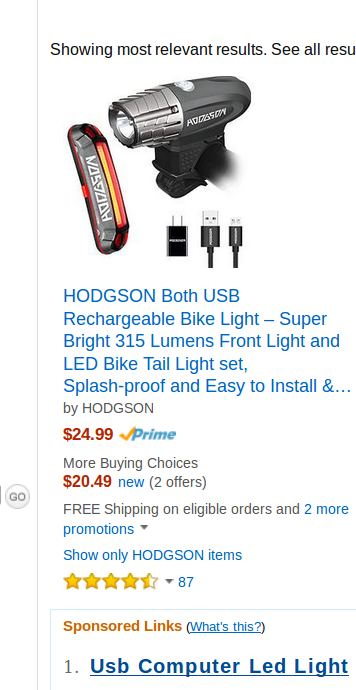 Showing most relevant results. See all resu
HODGSON
HODGSON
HODGSON Both USB
Rechargeable Bike Light – Super
Bright 315 Lumens Front Light and
LED Bike Tail Light set,
Splash-proof and Easy to Install &…
by HODGSON
$24.99 Prime
More Buying Choices
$20.49 new (2 offers)
GO
FREE Shipping on eligible orders and 2 more
promotions
Show only HODGSON items
87
Sponsored Links (What's this?)
1. Usb Computer Led Light